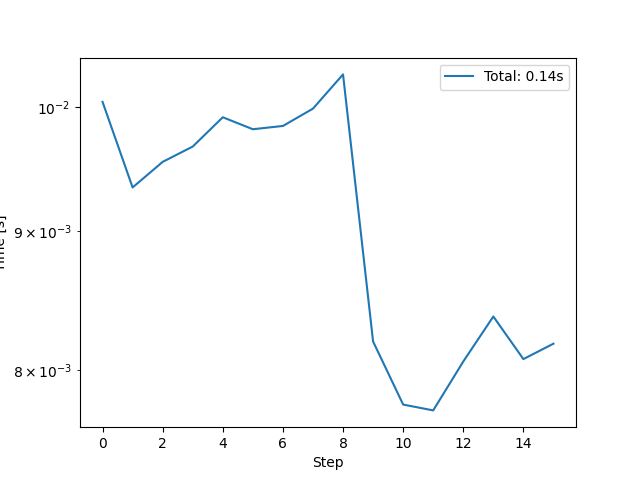 Total: 0.14s
10⁻²
9 × 10⁻³
8 × 10⁻³
[s]
0 2 4 6 8 10 12 14
Step